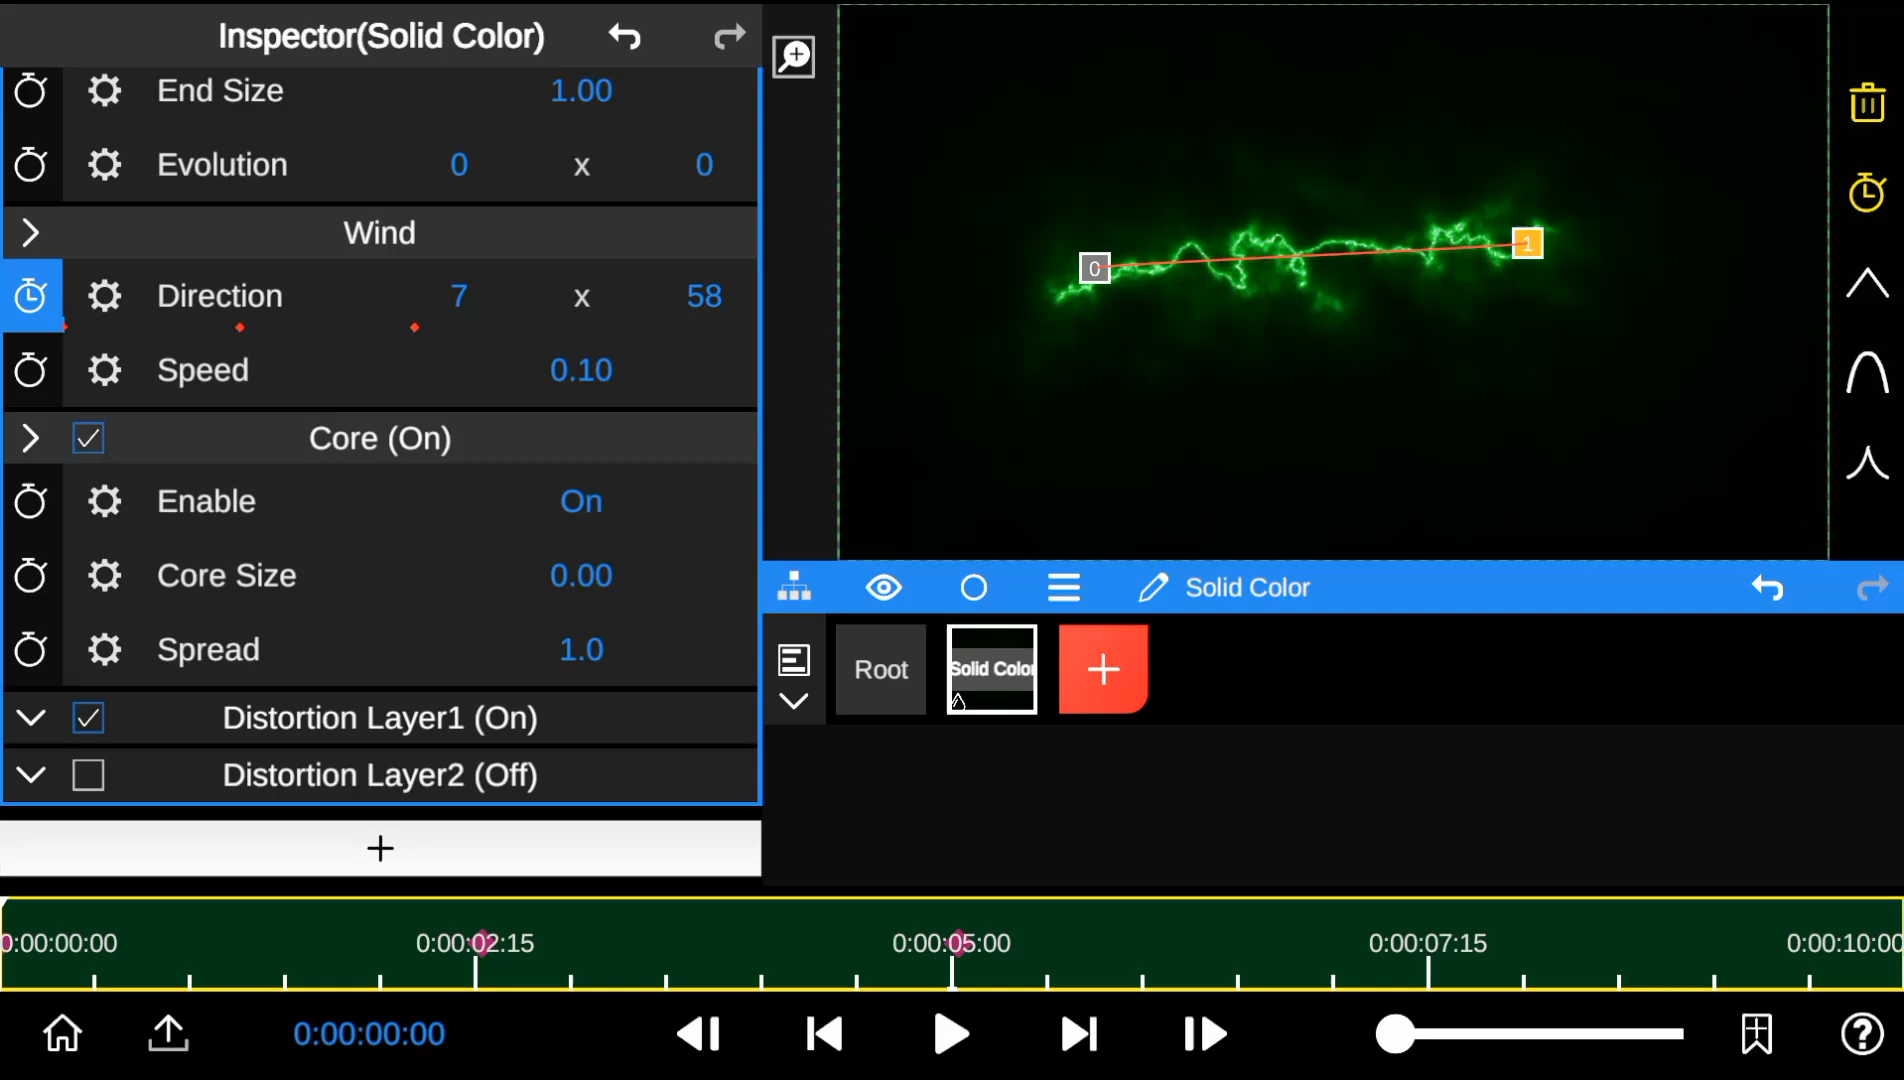 Inspector(Solid Color)
End Size 1.00
Evolution 0 x 0
Wind
Direction 7 x 58
Speed 0.10
Core (On)
Enable On
Core Size 0.00
Spread 1.0
Distortion Layer1 (On)
Distortion Layer2 (Off)
+
0
1
Solid Color
Root
Solid Color
+
0:00:00:00
0:00:02:15
0:00:05:00
0:00:07:15
0:00:10:00
0:00:00:00
?